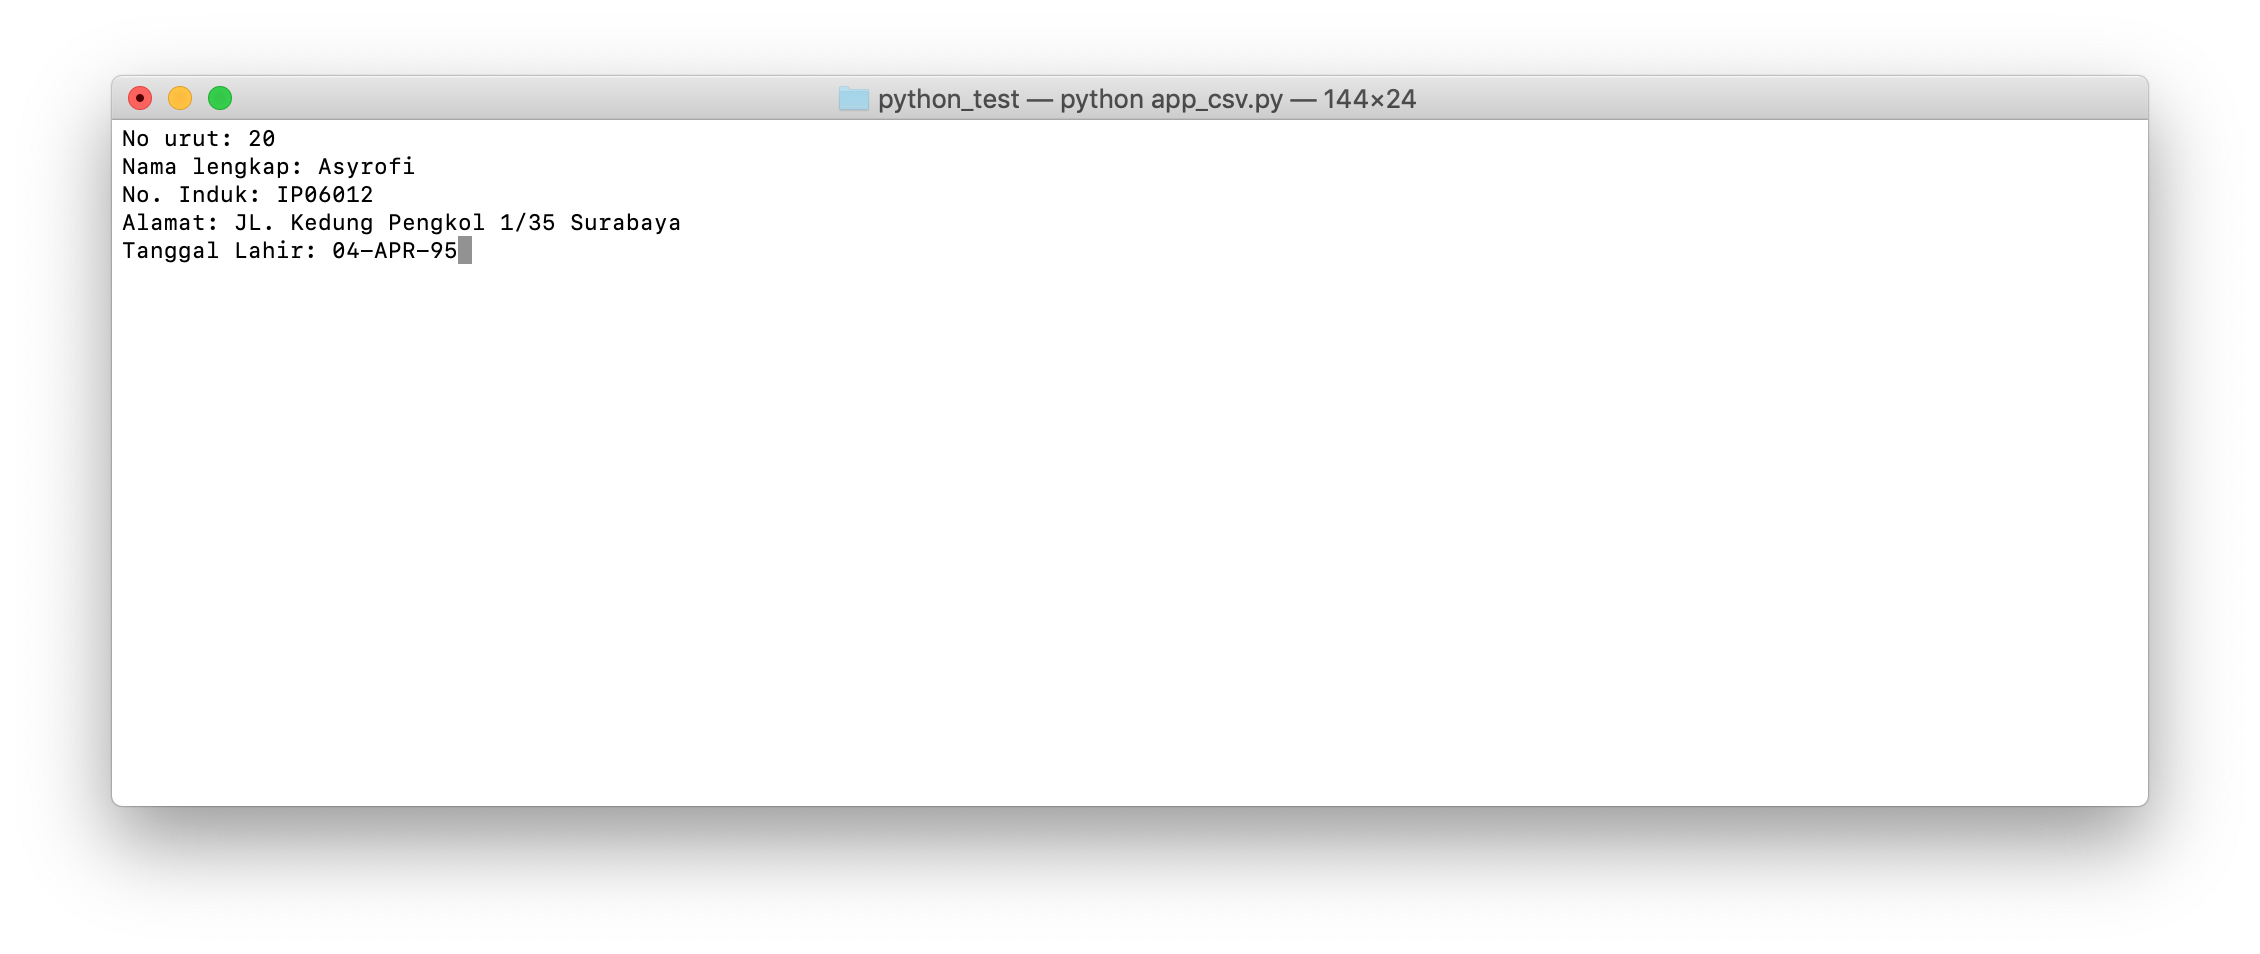 python_test — python app_csv.py — 144×24
No urut: 20
Nama lengkap: Asyrofi
No. Induk: IP06012
Alamat: JL. Kedung Pengkol 1/35 Surabaya
Tanggal Lahir: 04-APR-95